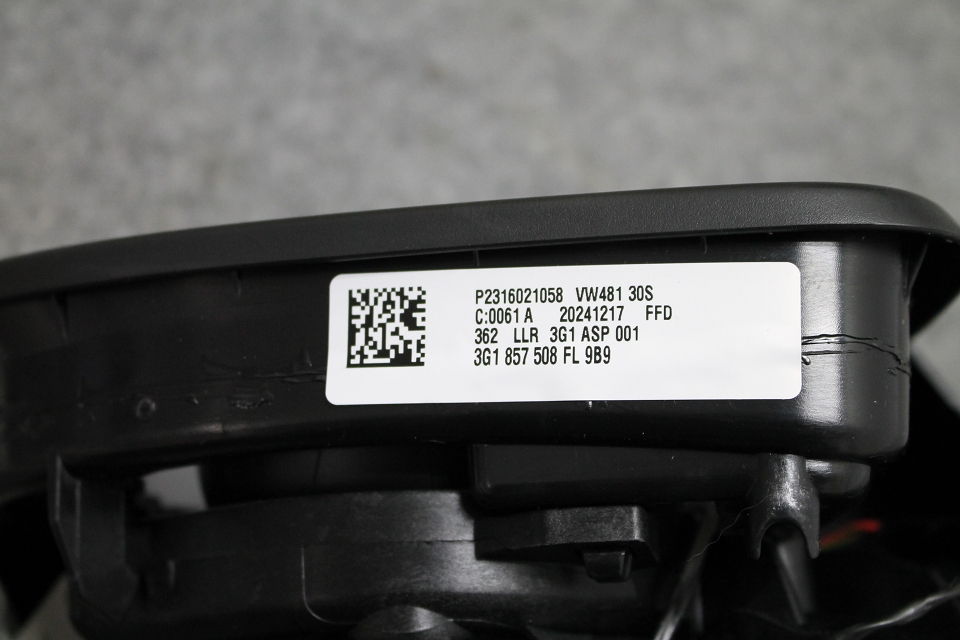 P2316021058 VW481 30S
C:0061 A 20241217 FFD
362 LLR 3G1 ASP 001
3G1 857 508 FL 9B9